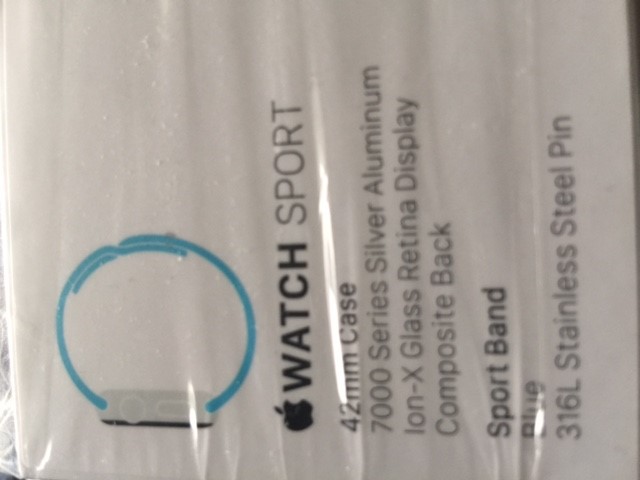 WATCH SPORT
42mm Case
7000 Series Silver Aluminum
Ion-X Glass Retina Display
Composite Back
Sport Band
Blue
316L Stainless Steel Pin